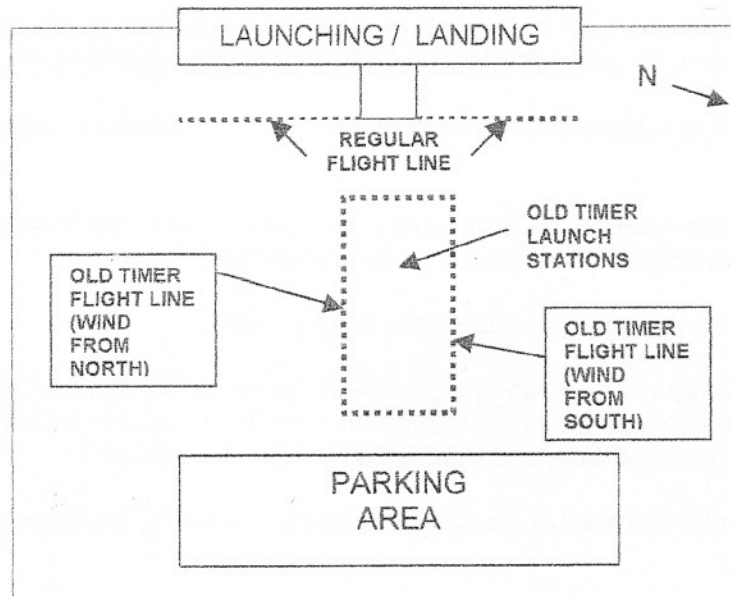 LAUNCHING / LANDING
N
REGULAR
FLIGHT LINE
OLD TIMER
LAUNCH
STATIONS
OLD TIMER
FLIGHT LINE
(WIND
FROM
NORTH)
OLD TIMER
FLIGHT LINE
(WIND
FROM
SOUTH)
PARKING
AREA